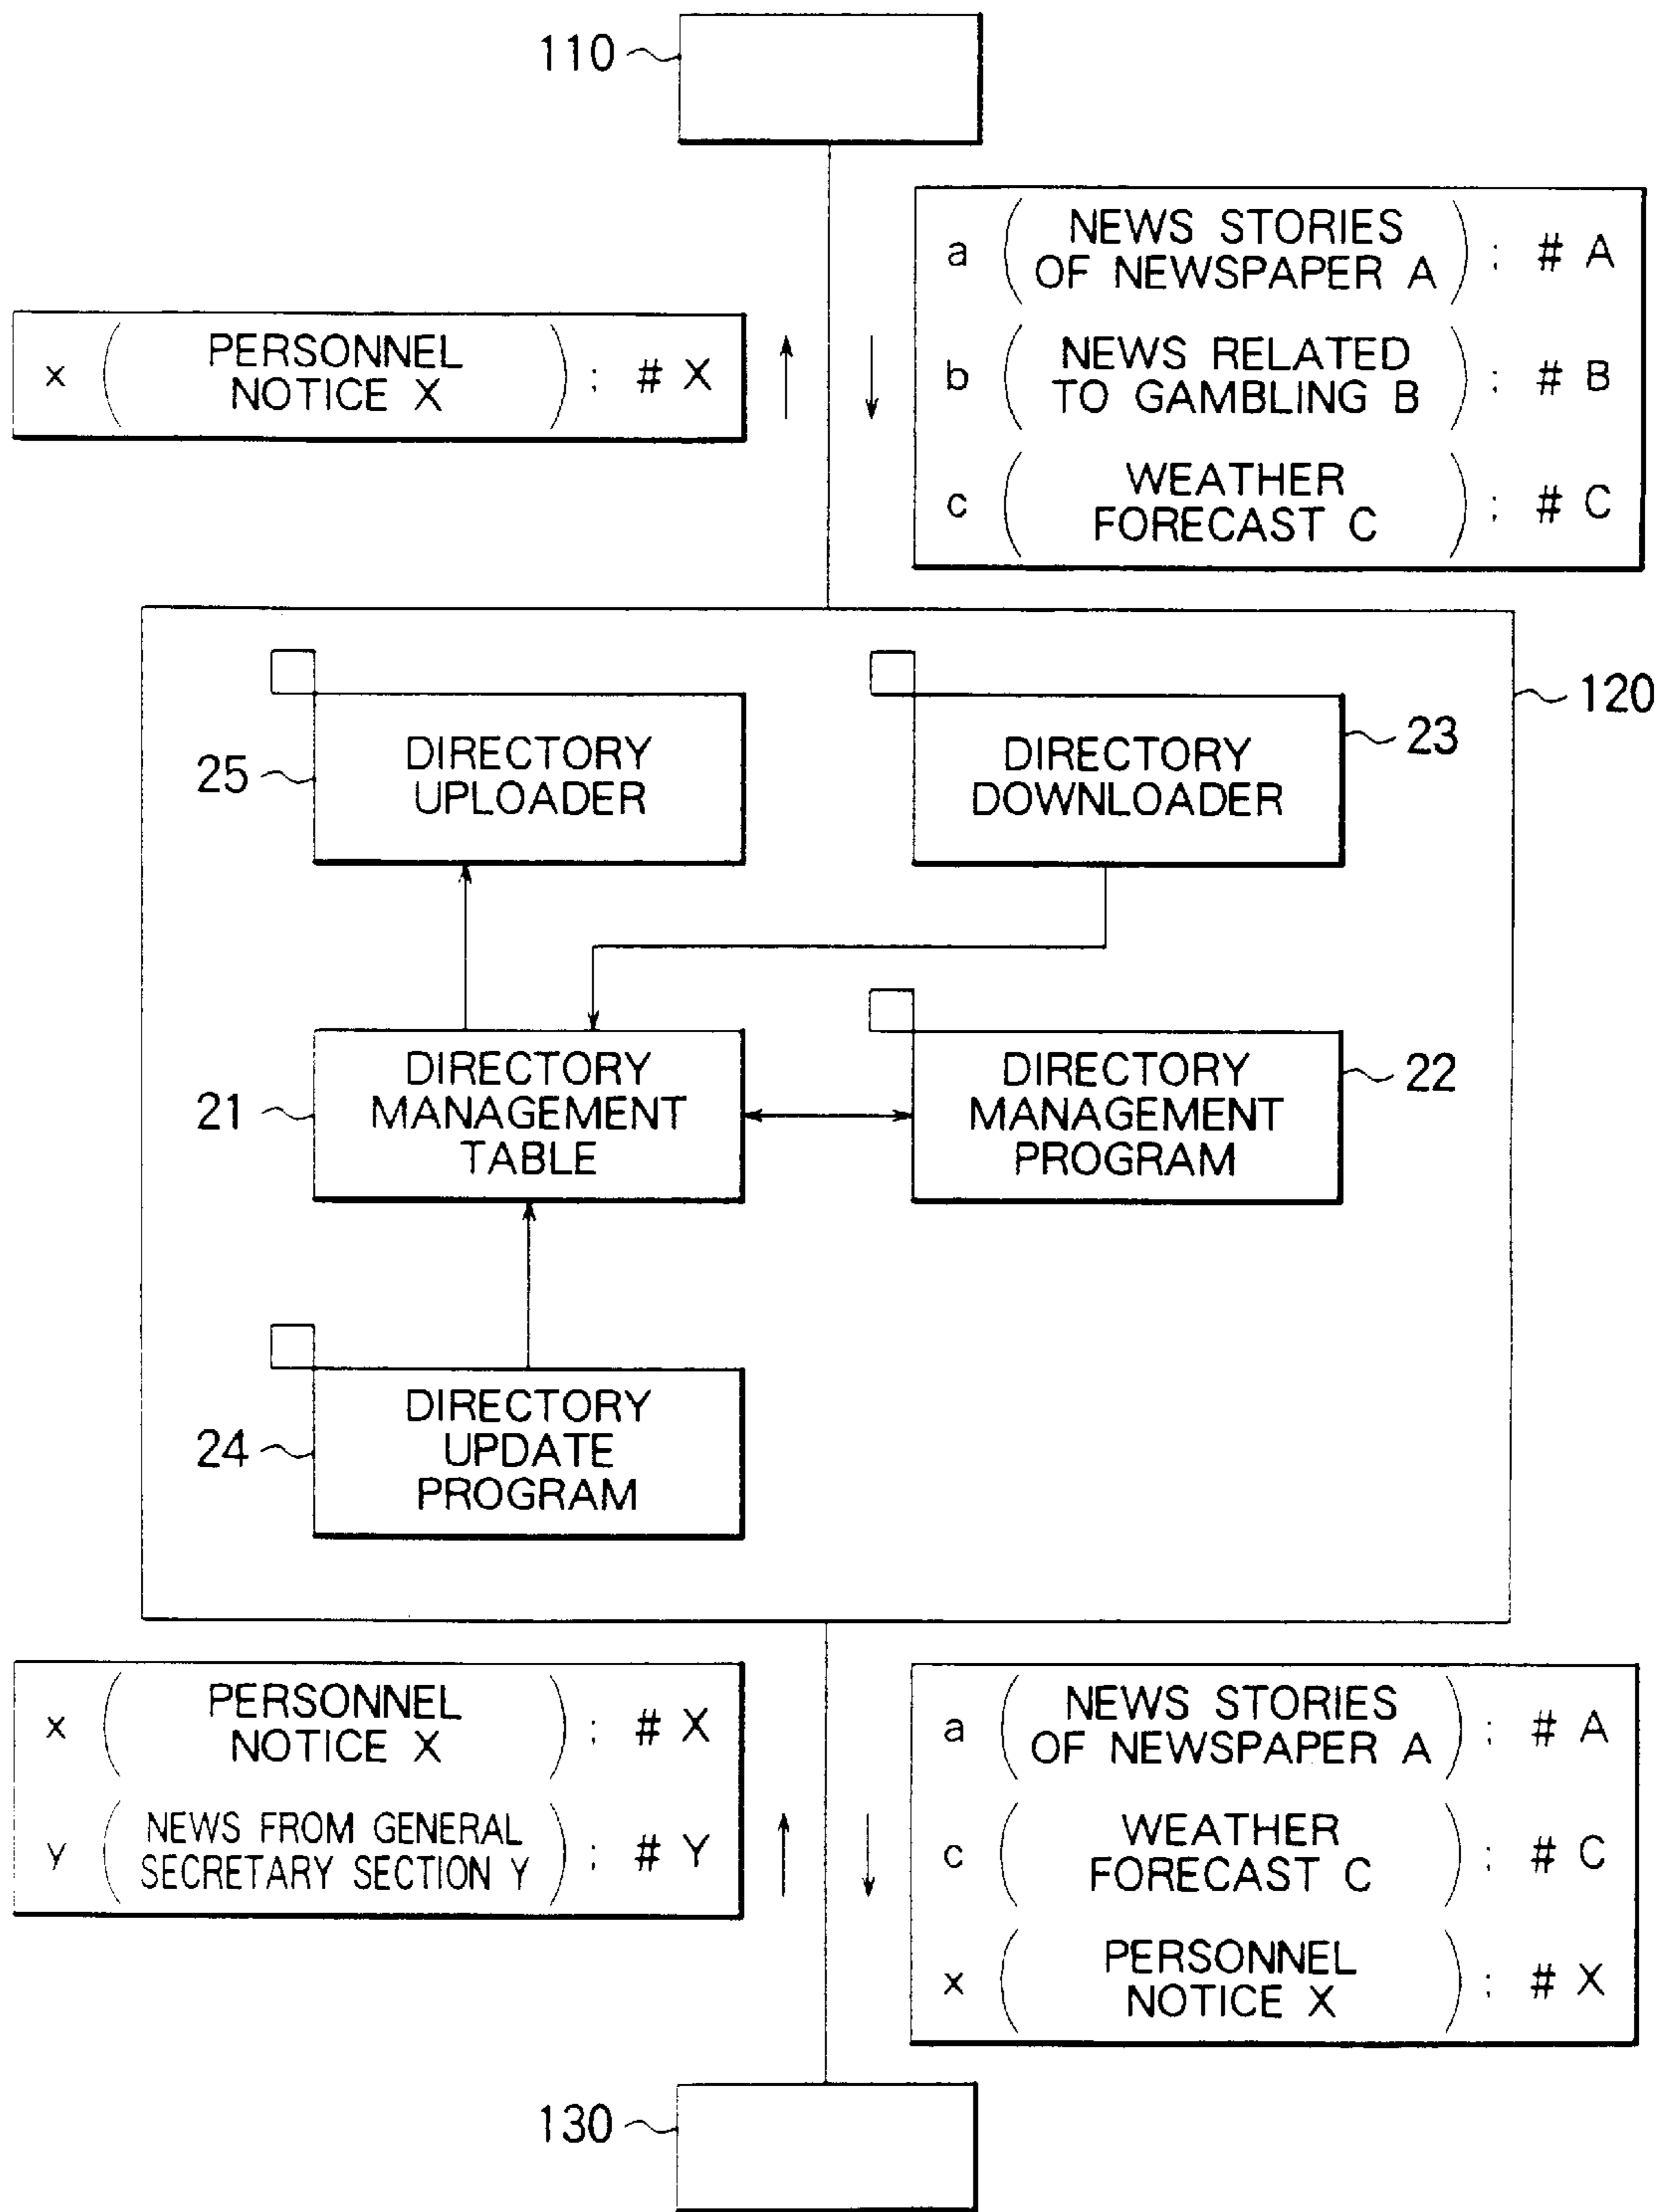 110
a ( NEWS STORIES
OF NEWSPAPER A ) ; # A
x ( PERSONNEL
NOTICE X ) ; # X
b ( NEWS RELATED
TO GAMBLING B ) ; # B
c ( WEATHER
FORECAST C ) ; # C
120
25
DIRECTORY
UPLOADER
23
DIRECTORY
DOWNLOADER
21
DIRECTORY
MANAGEMENT
TABLE
22
DIRECTORY
MANAGEMENT
PROGRAM
24
DIRECTORY
UPDATE
PROGRAM
x ( PERSONNEL
NOTICE X ) ; # X
y ( NEWS FROM GENERAL
SECRETARY SECTION Y ) ; # Y
a ( NEWS STORIES
OF NEWSPAPER A ) ; # A
c ( WEATHER
FORECAST C ) ; # C
x ( PERSONNEL
NOTICE X ) ; # X
130